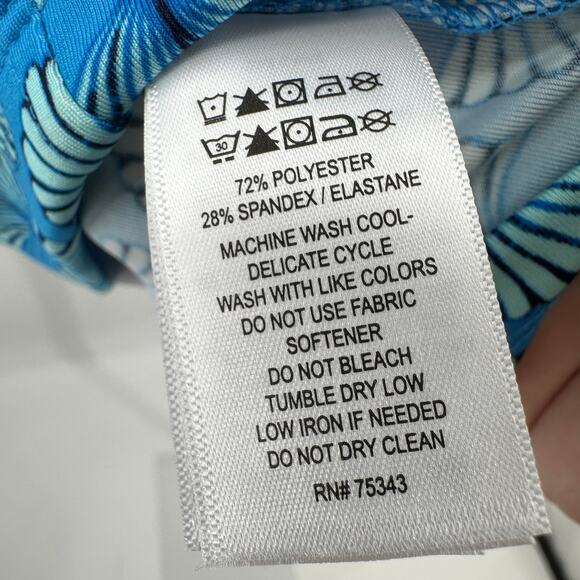 30
72% POLYESTER
28% SPANDEX / ELASTANE
MACHINE WASH COOL-
DELICATE CYCLE
WASH WITH LIKE COLORS
DO NOT USE FABRIC
SOFTENER
DO NOT BLEACH
TUMBLE DRY LOW
LOW IRON IF NEEDED
DO NOT DRY CLEAN
RN# 75343